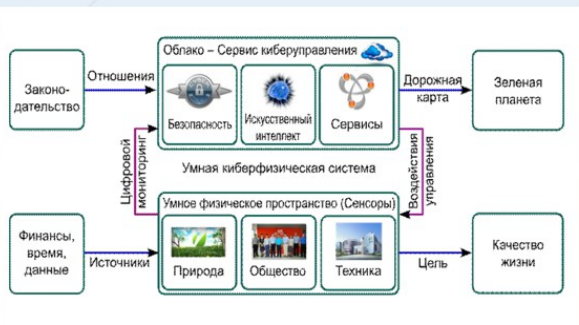 Облако – Сервис киберуправления
Законо-
дательство
Отношения
Безопасность
Искусственный
интеллект
Сервисы
Дорожная
карта
Зеленая
планета
Цифровой
мониторинг
Умная киберфизическая система
Воздействия
управления
Умное физическое пространство (Сенсоры)
Финансы,
время,
данные
Источники
Природа
Общество
Техника
Цель
Качество
жизни